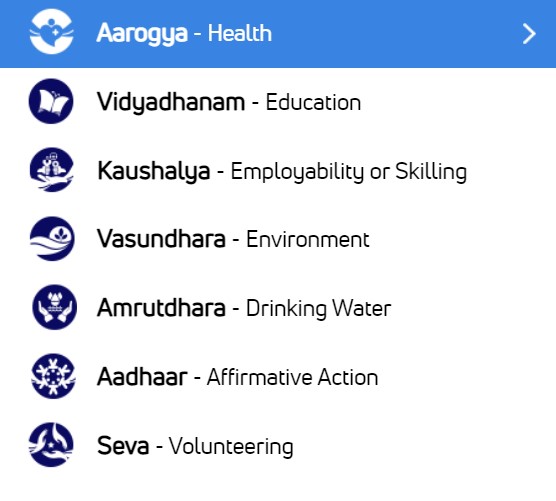 Aarogya - Health
Vidyadhanam - Education
Kaushalya - Employability or Skilling
Vasundhara - Environment
Amrutdhara - Drinking Water
Aadhaar - Affirmative Action
Seva - Volunteering